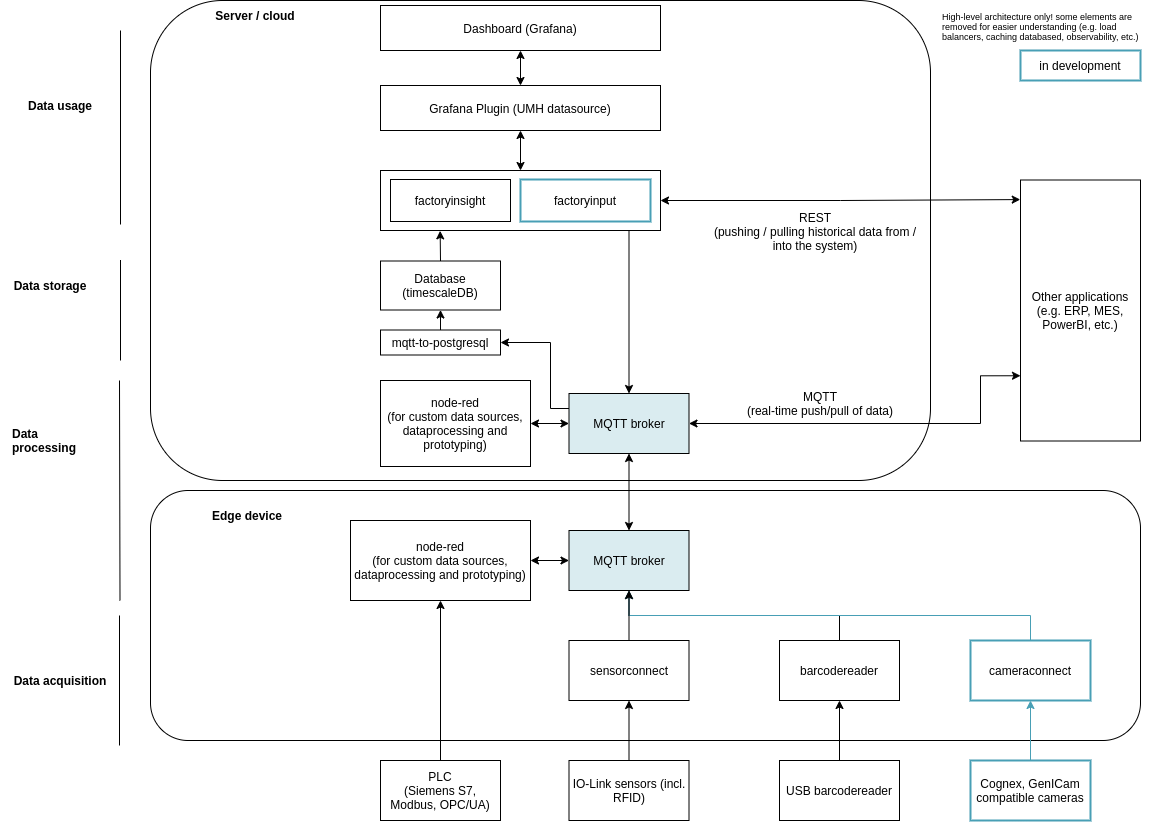 Server / cloud
Dashboard (Grafana)
High-level architecture only! some elements are
removed for easier understanding (e.g. load
balancers, caching databased, observability, etc.)
in development
Data usage
Grafana Plugin (UMH datasource)
factoryinsight
factoryinput
REST
(pushing / pulling historical data from /
into the system)
Data storage
Database
(timescaleDB)
Other applications
(e.g. ERP, MES,
PowerBI, etc.)
mqtt-to-postgresql
Data
processing
node-red
(for custom data sources,
dataprocessing and
prototyping)
MQTT broker
MQTT
(real-time push/pull of data)
Edge device
node-red
(for custom data sources,
dataprocessing and prototyping)
MQTT broker
Data acquisition
sensorconnect
barcodereader
cameraconnect
PLC
(Siemens S7,
Modbus, OPC/UA)
IO-Link sensors (incl.
RFID)
USB barcodereader
Cognex, GenICam
compatible cameras